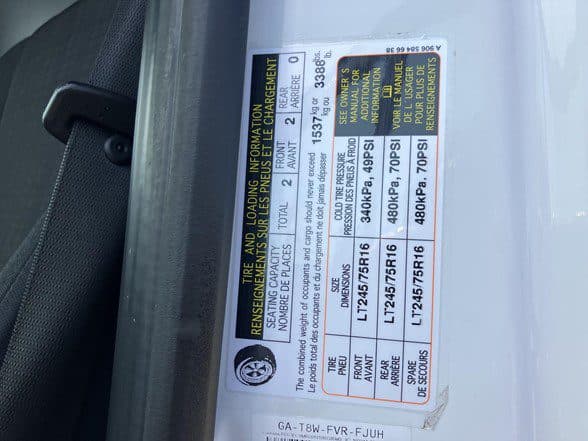 A 906 584 66 38
TIRE AND LOADING INFORMATION
RENSEIGNEMENTS SUR LES PNEUS ET LE CHARGEMENT
SEATING CAPACITY
NOMBRE DE PLACES
TOTAL 2
FRONT
AVANT
2
REAR
ARRIÈRE
0
The combined weight of occupants and cargo should never exceed
Le poids total des occupants et du chargement ne doit jamais dépasser
1537 kg or
kg ou
3388 lbs.
lb.
TIRE
PNEU
SIZE
DIMENSIONS
COLD TIRE PRESSURE
PRESSION DES PNEUS À FROID
FRONT
AVANT
LT245/75R16
340kPa, 49PSI
REAR
ARRIÈRE
LT245/75R16
480kPa, 70PSI
SPARE
DE SECOURS
LT245/75R16
480kPa, 70PSI
SEE OWNER'S
MANUAL FOR
ADDITIONAL
INFORMATION
VOIR LE MANUEL
DE L'USAGER
POUR PLUS DE
RENSEIGNEMENTS
GA-T8W-FVR-FJUH